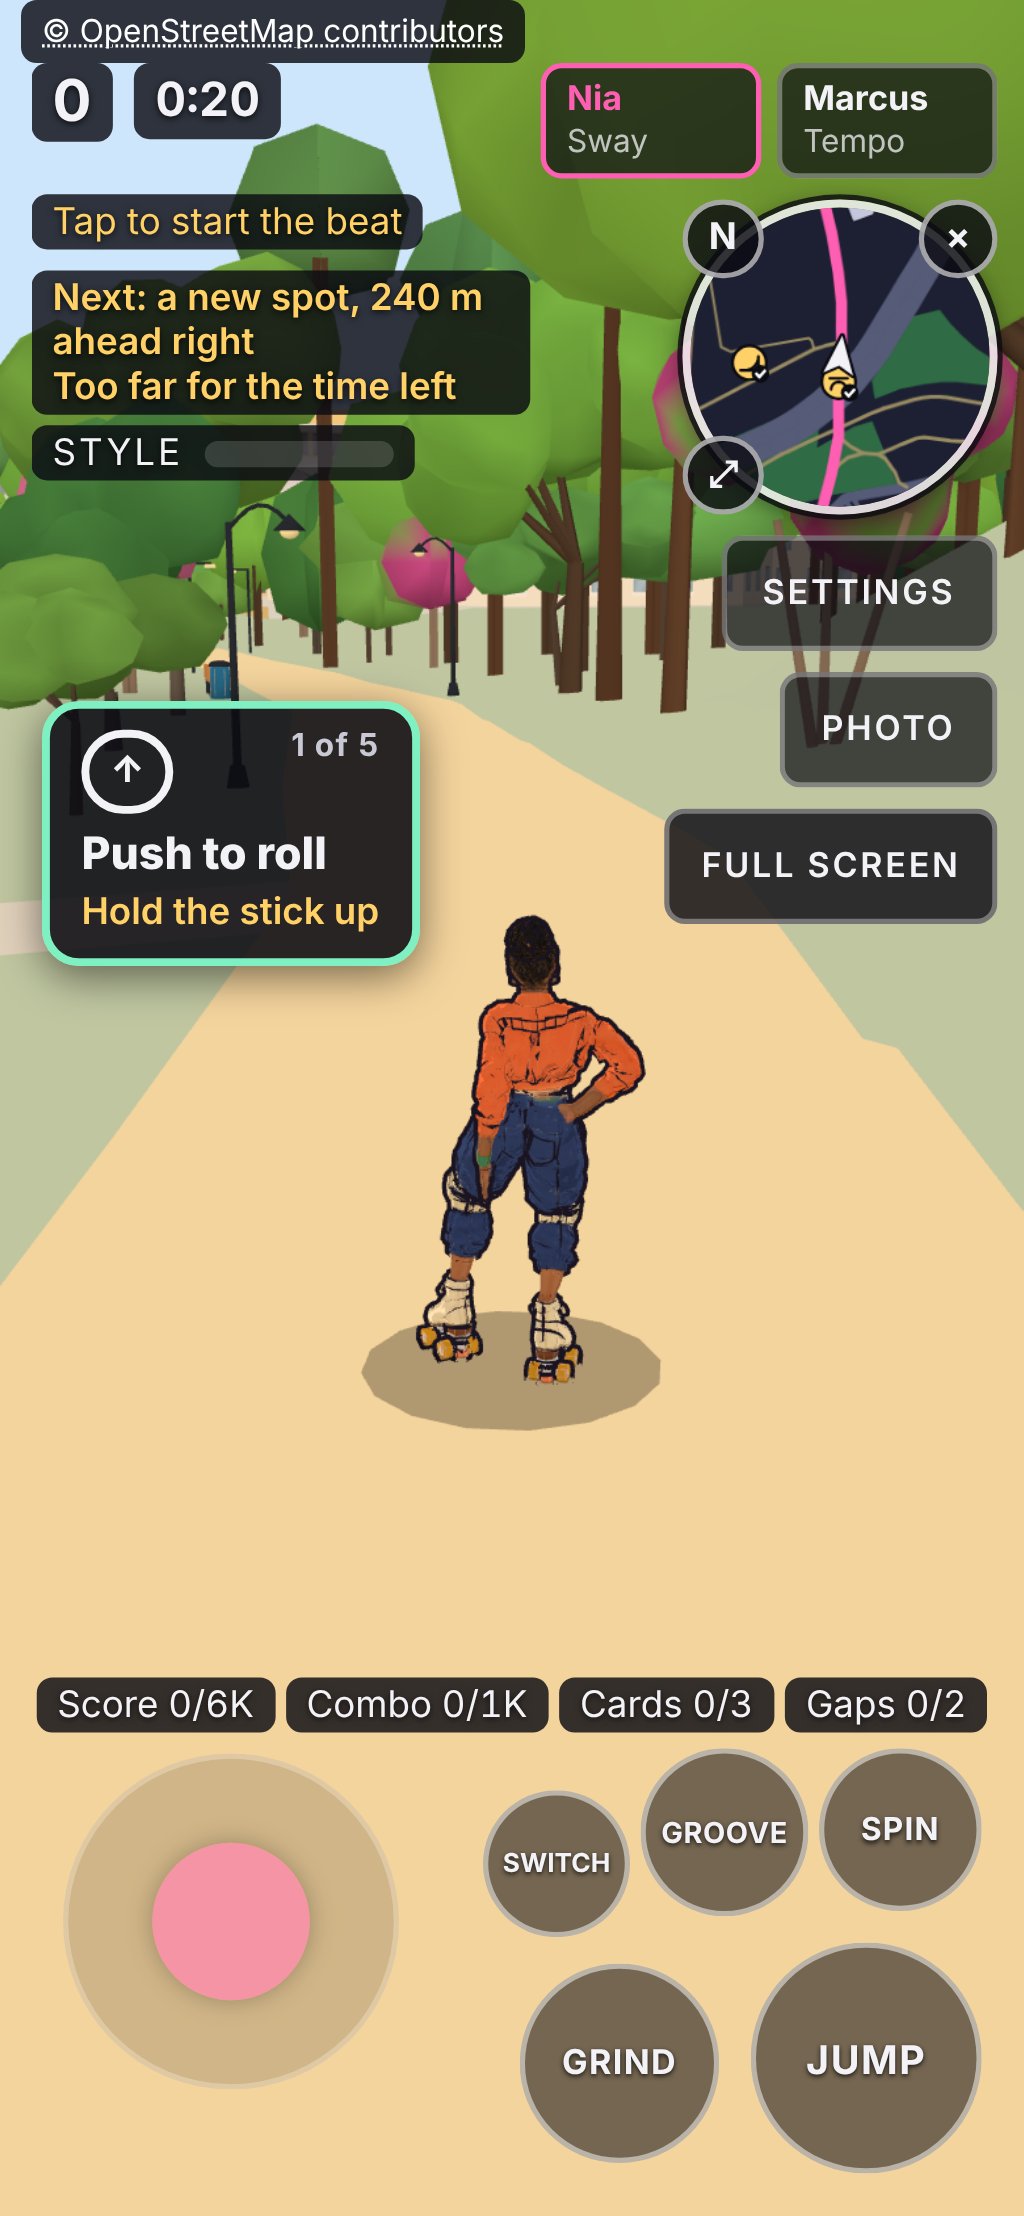 © OpenStreetMap contributors
0
0:20
Nia
Sway
Marcus
Tempo
Tap to start the beat
N
×
Next: a new spot, 240 m
ahead right
Too far for the time left
STYLE
SETTINGS
PHOTO
FULL SCREEN
1 of 5
Push to roll
Hold the stick up
Score 0/6K
Combo 0/1K
Cards 0/3
Gaps 0/2
SWITCH
GROOVE
SPIN
GRIND
JUMP